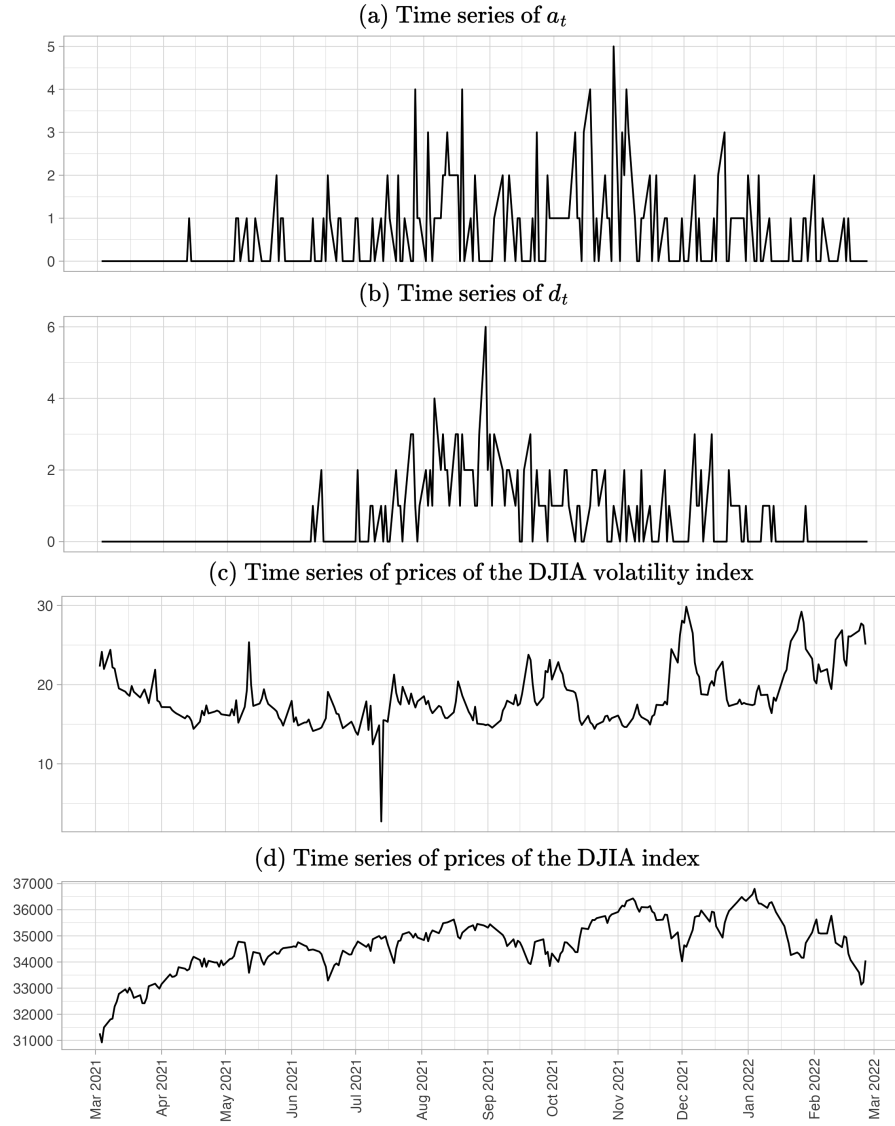 (a) Time series of aₜ
5
4
3
2
1
0
(b) Time series of dₜ
6
4
2
0
(c) Time series of prices of the DJIA volatility index
30
20
10
(d) Time series of prices of the DJIA index
37000
36000
35000
34000
33000
32000
31000
Mar 2021
Apr 2021
May 2021
Jun 2021
Jul 2021
Aug 2021
Sep 2021
Oct 2021
Nov 2021
Dec 2021
Jan 2022
Feb 2022
Mar 2022